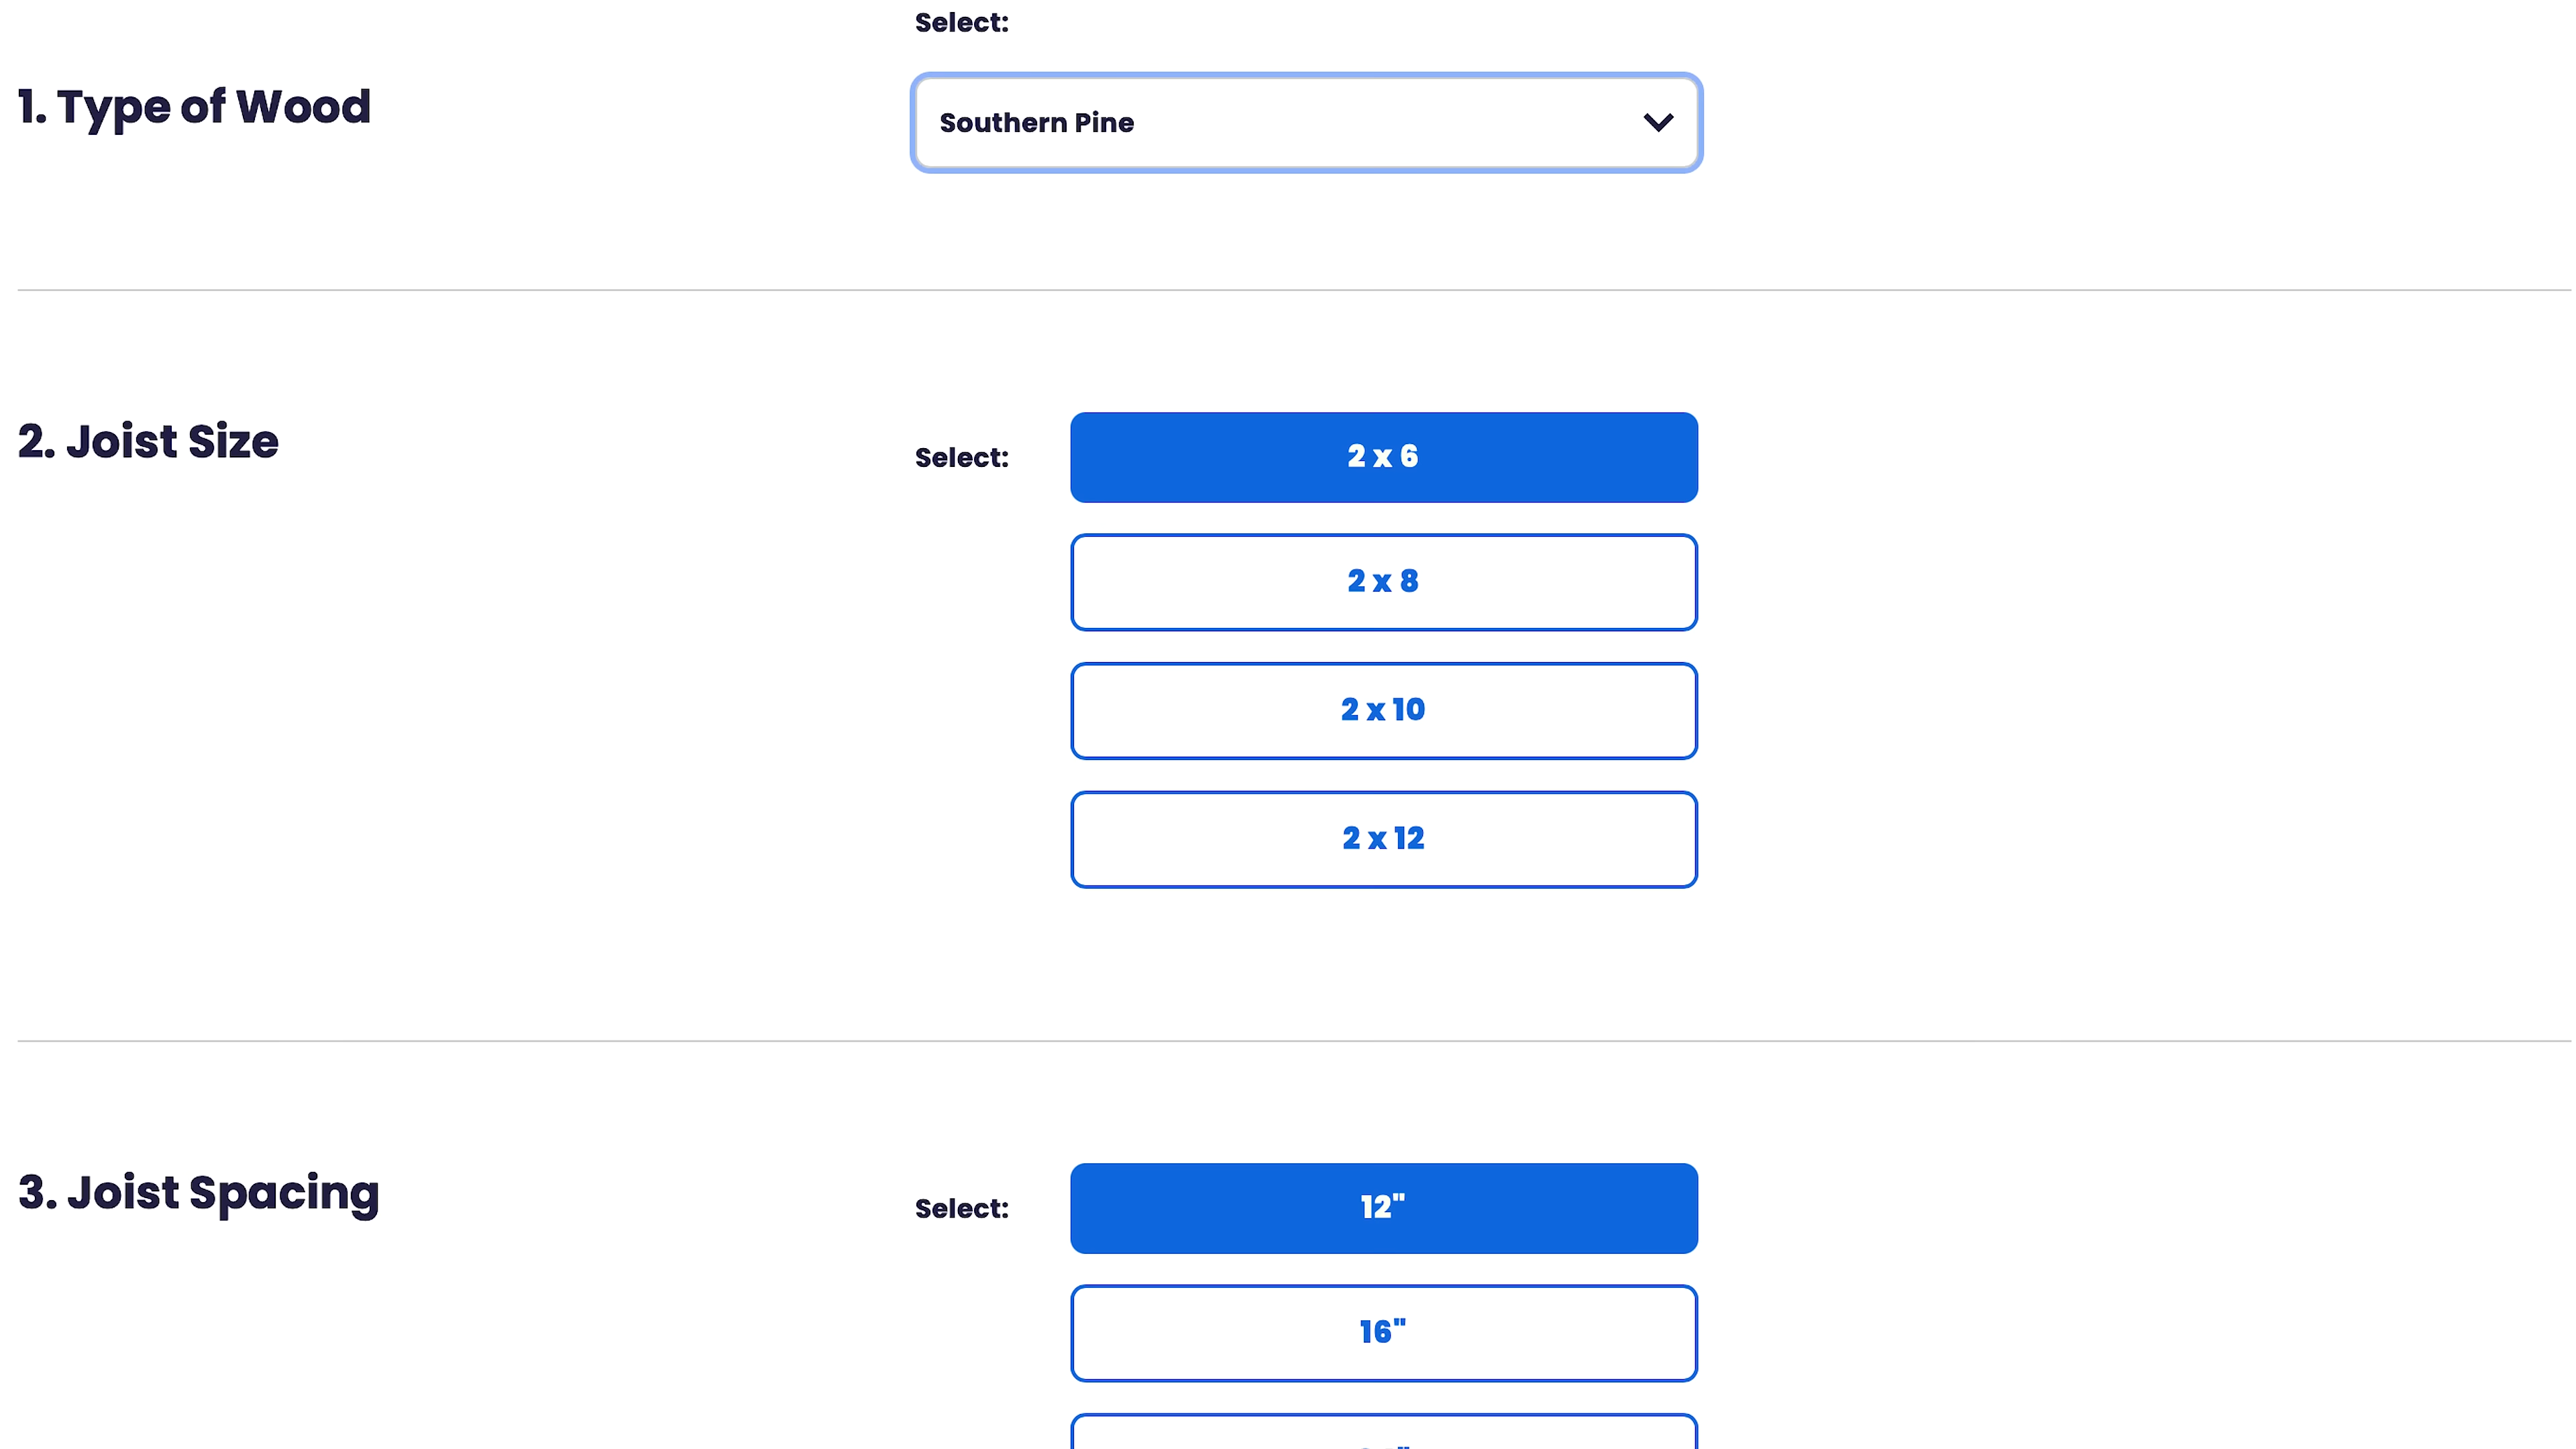 Select:
1. Type of Wood
Southern Pine
2. Joist Size
Select:
2 x 6
2 x 8
2 x 10
2 x 12
3. Joist Spacing
Select:
12"
16"